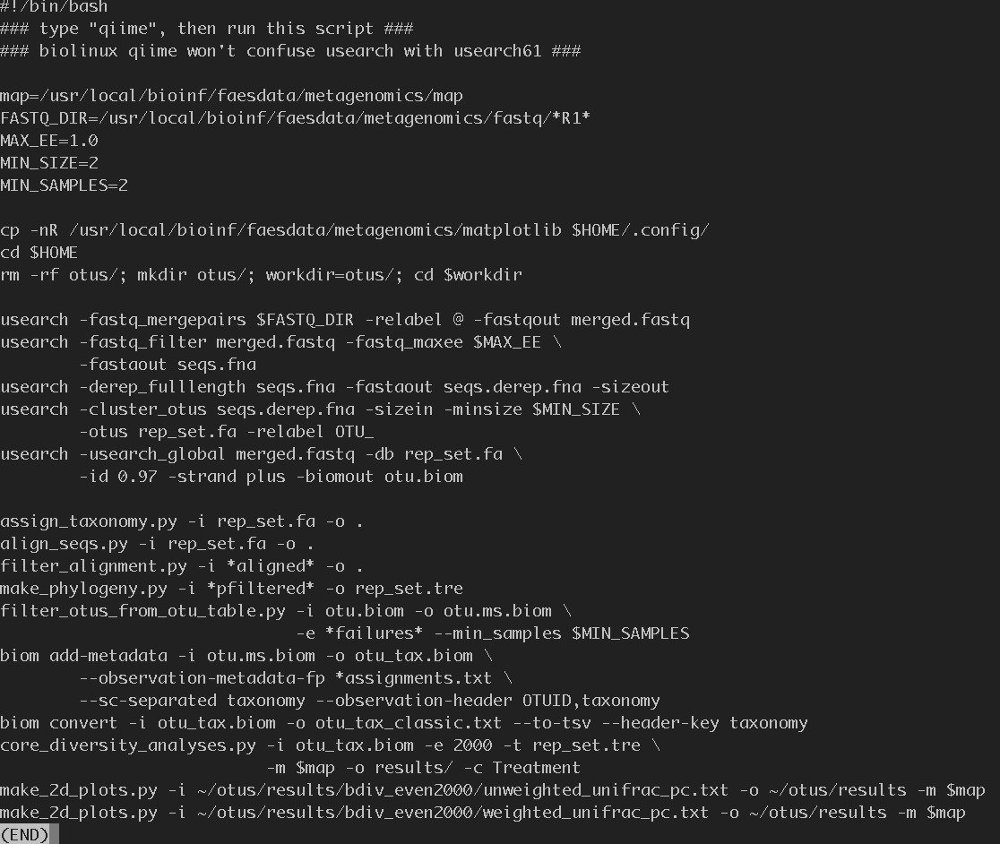 #!/bin/bash
### type "qiime", then run this script ###
### biolinux qiime won't confuse usearch with usearch61 ###

map=/usr/local/bioinf/faesdata/metagenomics/map
FASTQ_DIR=/usr/local/bioinf/faesdata/metagenomics/fastq/*R1*
MAX_EE=1.0
MIN_SIZE=2
MIN_SAMPLES=2

cp -nR /usr/local/bioinf/faesdata/metagenomics/matplotlib $HOME/.config/
cd $HOME
rm -rf otus/; mkdir otus/; workdir=otus/; cd $workdir

usearch -fastq_mergepairs $FASTQ_DIR -relabel @ -fastqout merged.fastq
usearch -fastq_filter merged.fastq -fastq_maxee $MAX_EE \
        -fastaout seqs.fna
usearch -derep_fulllength seqs.fna -fastaout seqs.derep.fna -sizeout
usearch -cluster_otus seqs.derep.fna -sizein -minsize $MIN_SIZE \
        -otus rep_set.fa -relabel OTU_
usearch -usearch_global merged.fastq -db rep_set.fa \
        -id 0.97 -strand plus -biomout otu.biom

assign_taxonomy.py -i rep_set.fa -o .
align_seqs.py -i rep_set.fa -o .
filter_alignment.py -i *aligned* -o .
make_phylogeny.py -i *pfiltered* -o rep_set.tre
filter_otus_from_otu_table.py -i otu.biom -o otu.ms.biom \
                              -e *failures* --min_samples $MIN_SAMPLES
biom add-metadata -i otu.ms.biom -o otu_tax.biom \
        --observation-metadata-fp *assignments.txt \
        --sc-separated taxonomy --observation-header OTUID,taxonomy
biom convert -i otu_tax.biom -o otu_tax_classic.txt --to-tsv --header-key taxonomy
core_diversity_analyses.py -i otu_tax.biom -e 2000 -t rep_set.tre \
                           -m $map -o results/ -c Treatment
make_2d_plots.py -i ~/otus/results/bdiv_even2000/unweighted_unifrac_pc.txt -o ~/otus/results -m $map
make_2d_plots.py -i ~/otus/results/bdiv_even2000/weighted_unifrac_pc.txt -o ~/otus/results -m $map
(END)